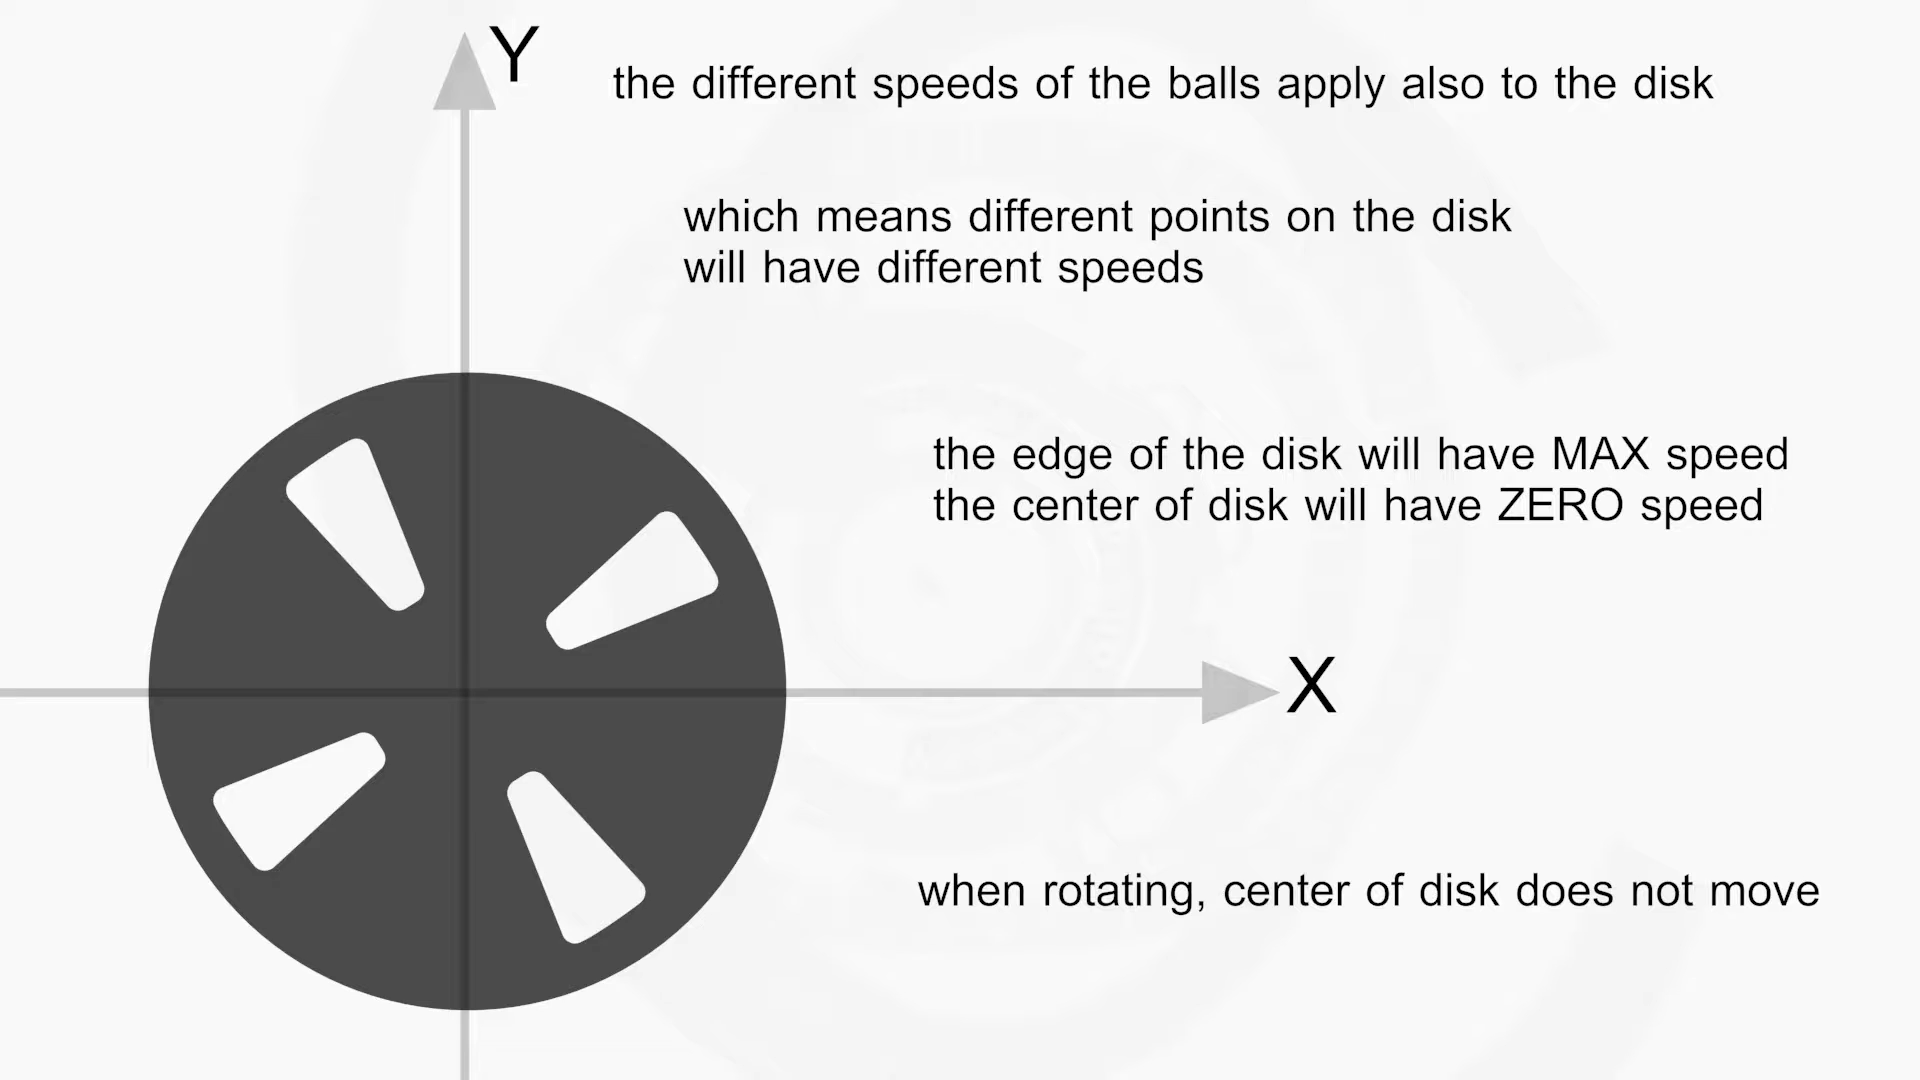 Y
the different speeds of the balls apply also to the disk
which means different points on the disk
will have different speeds
the edge of the disk will have MAX speed
the center of disk will have ZERO speed
X
when rotating, center of disk does not move